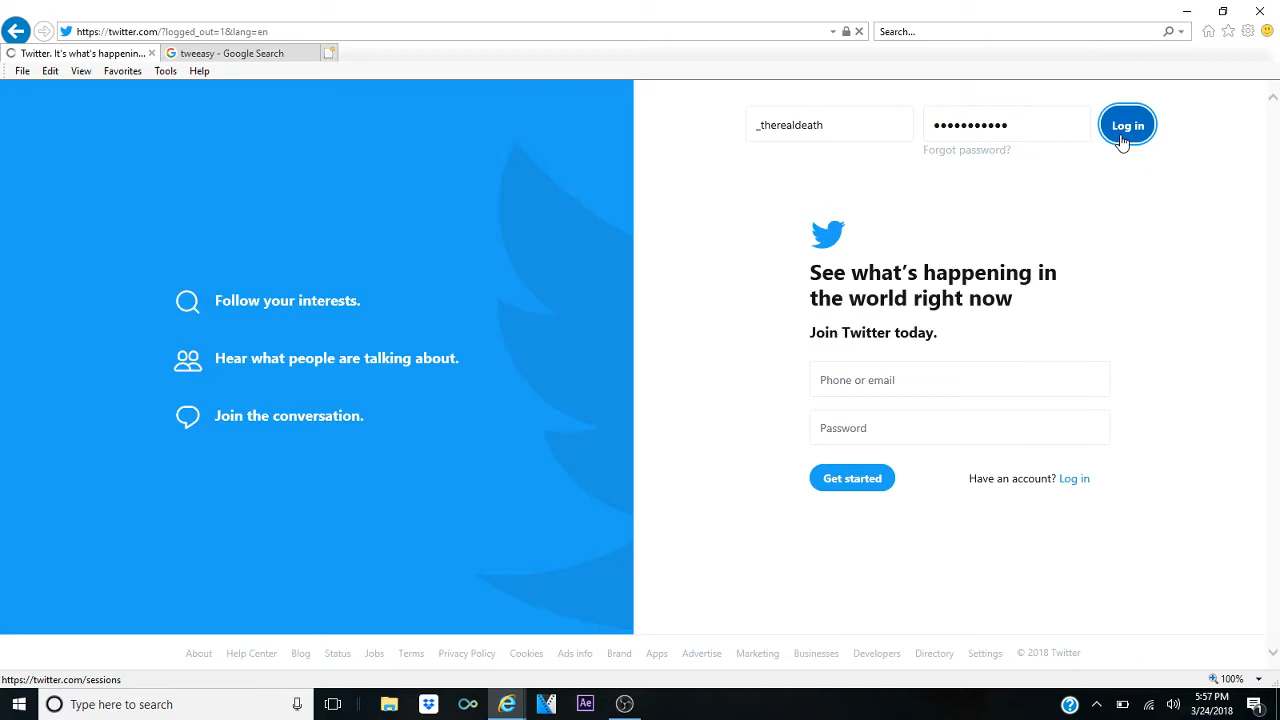 https://twitter.com/?logged_out=1&lang=en
Search...
Twitter. It's what's happenin...
tweeasy - Google Search
File Edit View Favorites Tools Help
_therealdeath
●●●●●●●●●●●
Log in
Forgot password?
See what's happening in
the world right now
Join Twitter today.
Follow your interests.
Hear what people are talking about.
Join the conversation.
Phone or email
Password
Get started
Have an account? Log in
About Help Center Blog Status Jobs Terms Privacy Policy Cookies Ads info Brand Apps Advertise Marketing Businesses Developers Directory Settings © 2018 Twitter
https://twitter.com/sessions
100%
Type here to search
Ae
5:57 PM
3/24/2018